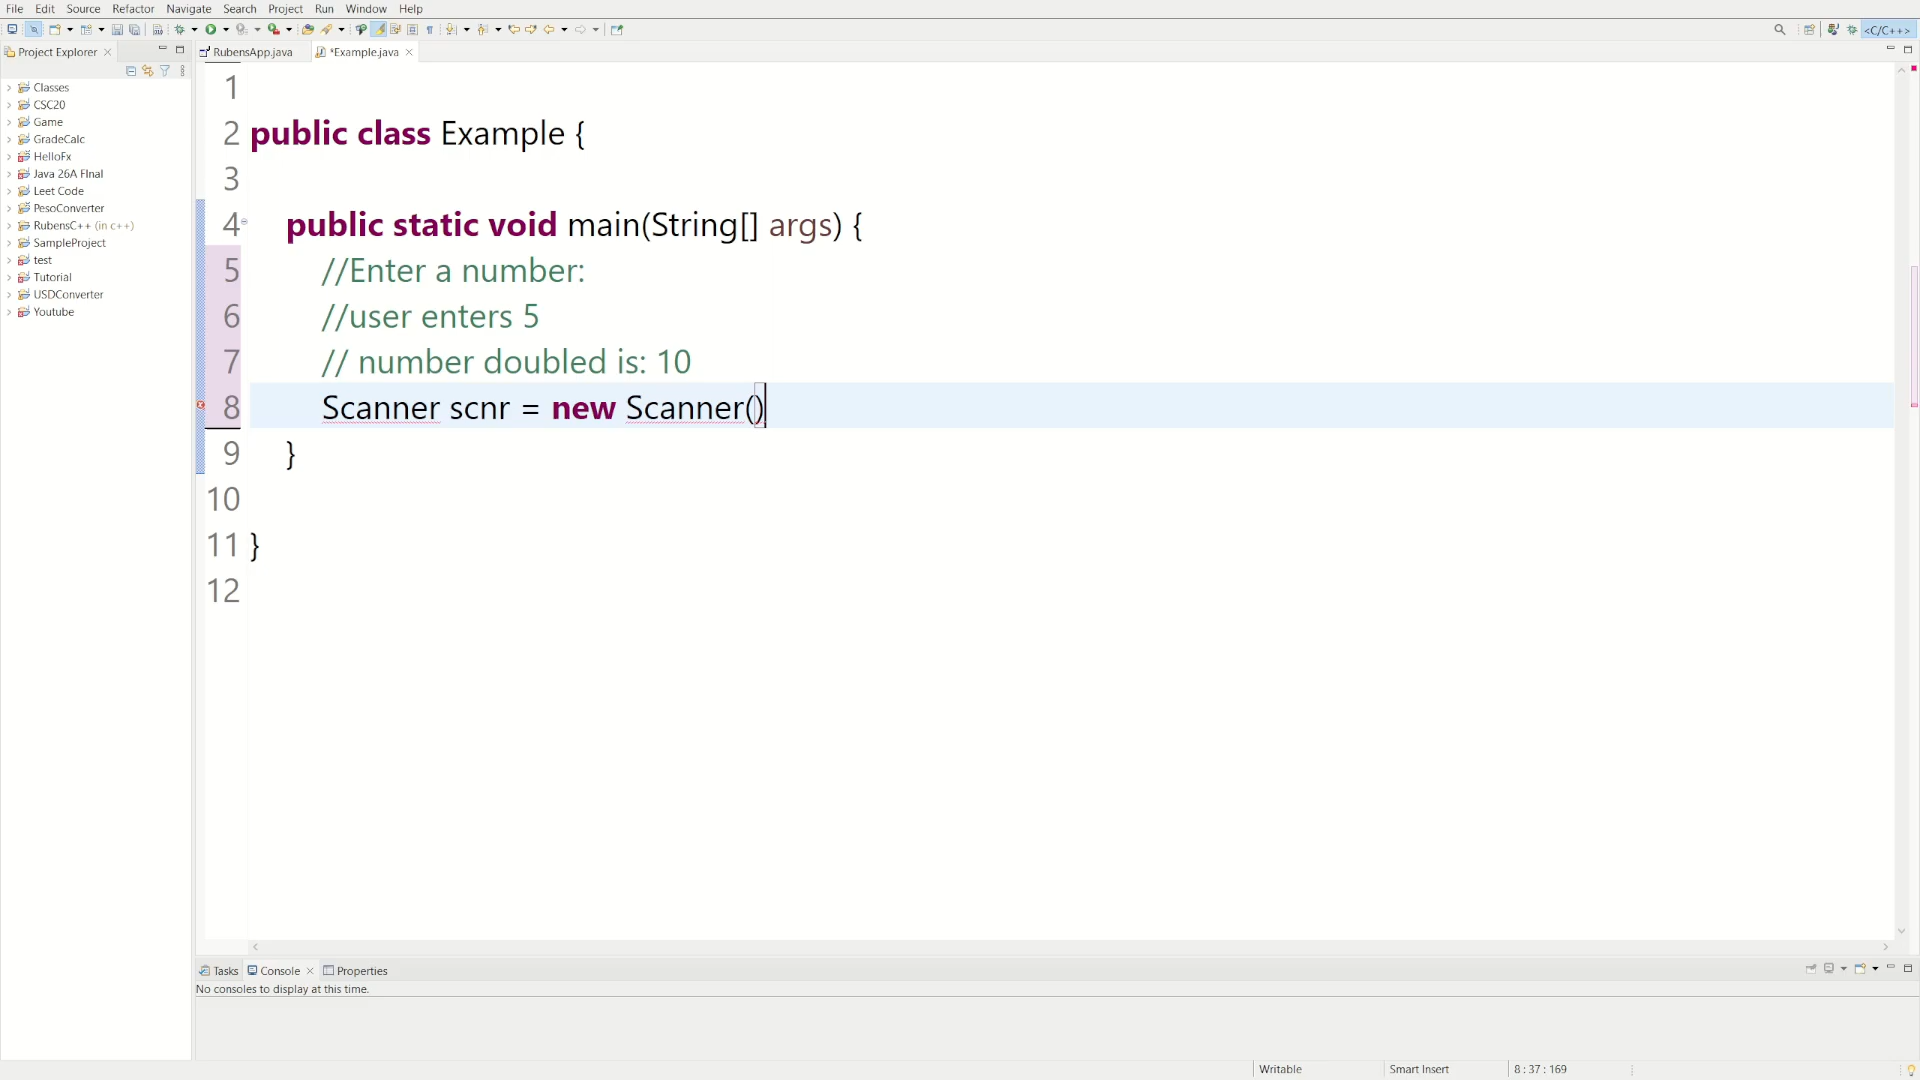 File Edit Source Refactor Navigate Search Project Run Window Help
<C/C++>
Project Explorer
RubensApp.java
*Example.java
Classes
CSC20
Game
GradeCalc
HelloFx
Java 26A FInal
Leet Code
PesoConverter
RubensC++ (in c++)
SampleProject
test
Tutorial
USDConverter
Youtube
1
2 public class Example {
3
4 public static void main(String[] args) {
5 //Enter a number:
6 //user enters 5
7 // number doubled is: 10
8 Scanner scnr = new Scanner()
9 }
10
11 }
12
Tasks Console Properties
No consoles to display at this time.
Writable Smart Insert 8 : 37 : 169